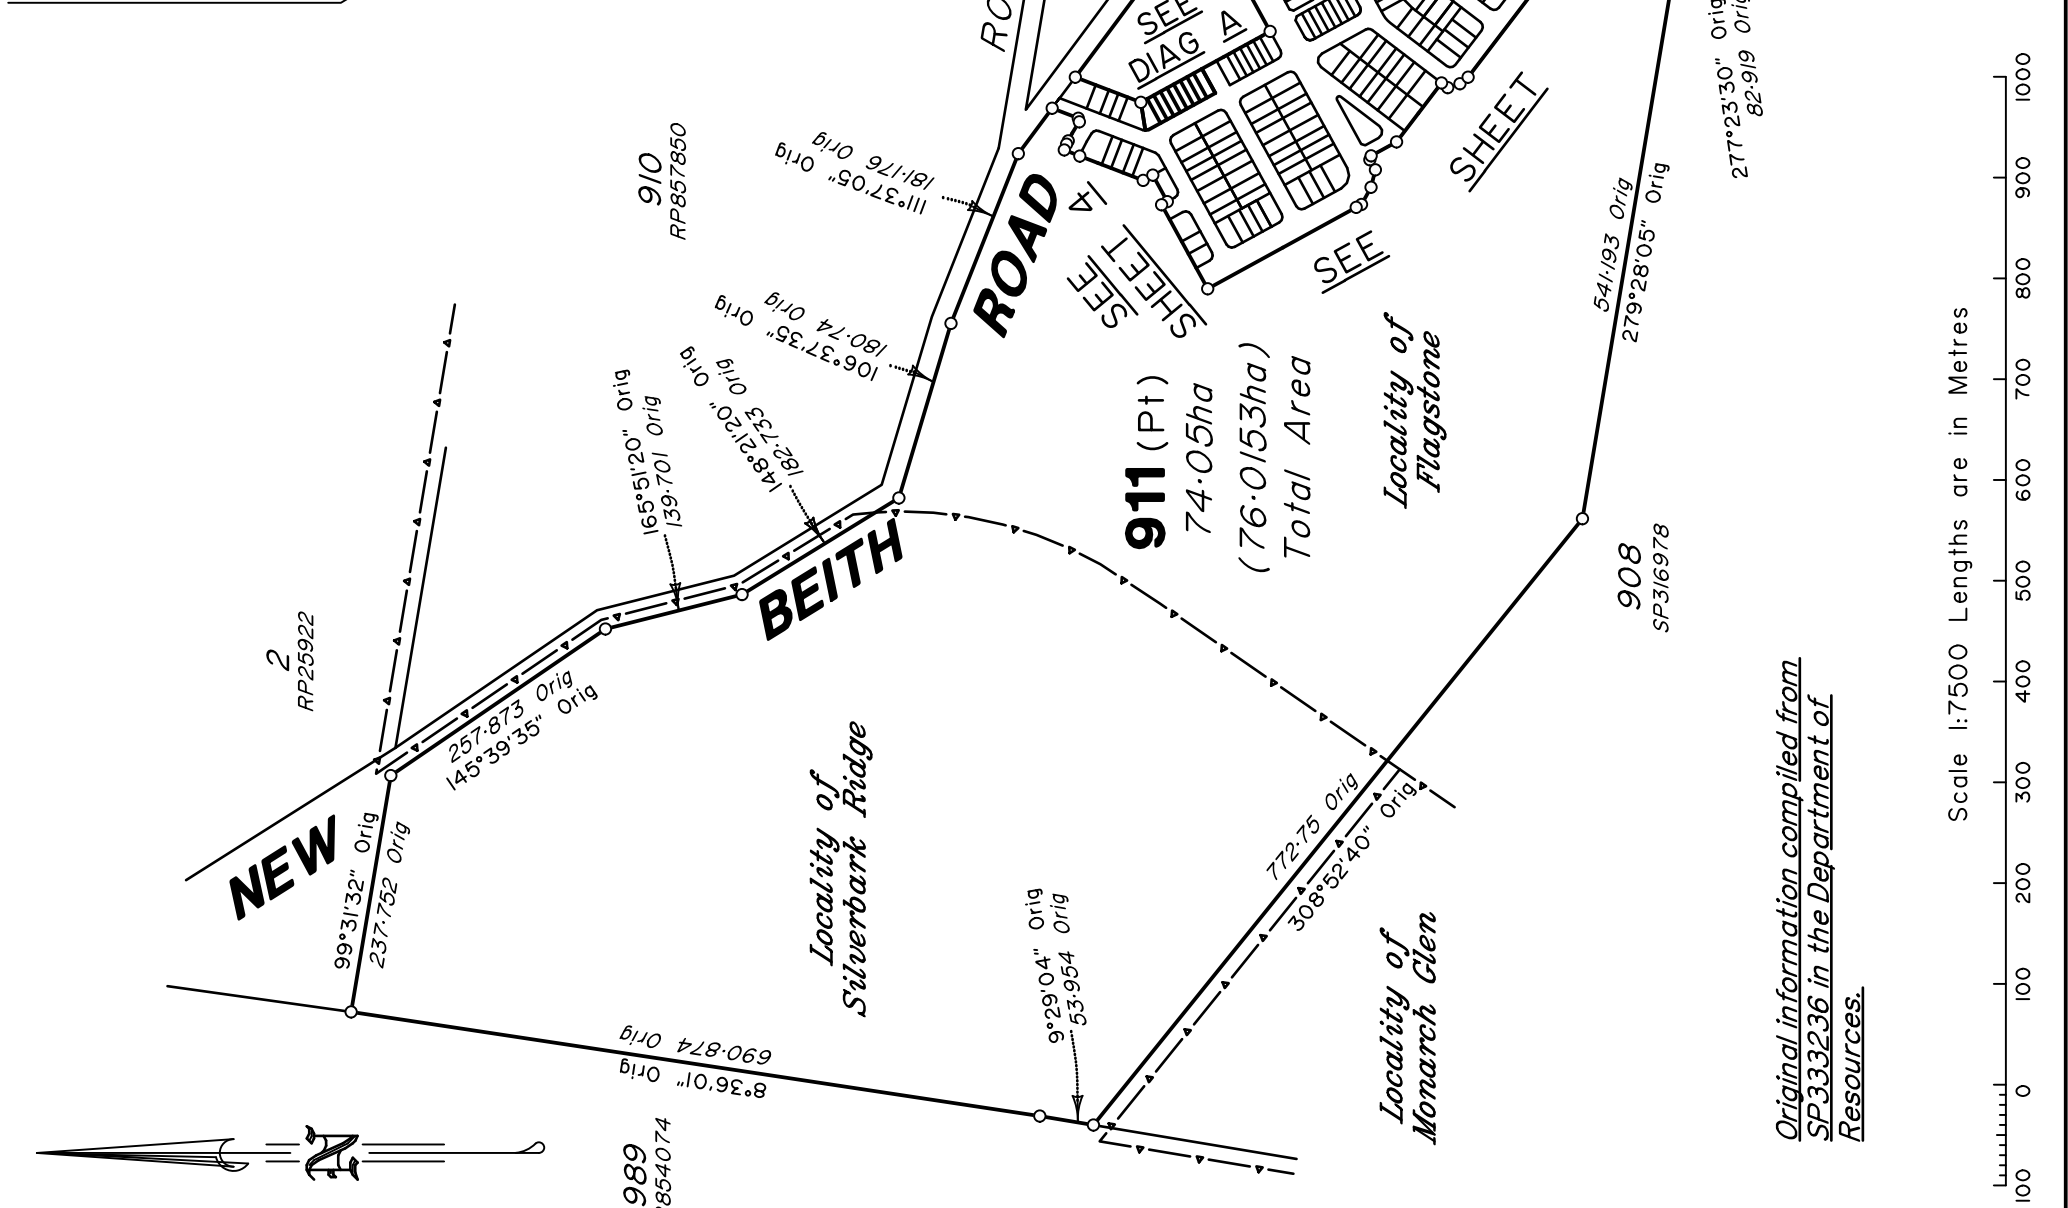 2
RP25922
910
RP857850
NEW
BEITH
ROAD
RO
99°31'32" Orig
237·752 Orig
257·873 Orig
145°39'35" Orig
165°51'20" Orig
139·701 Orig
148°21'20" Orig
182·733 Orig
106°37'35" Orig
180·74 Orig
111°37'05" Orig
181·176 Orig
SEE
DIAG A
SEE
SHEET
14
SEE
SHEET
911 (Pt)
74·05ha
(76·0153ha)
Total Area
Locality of
Flagstone
Locality of
Silverbark Ridge
Locality of
Monarch Glen
690·874 Orig
8°36'01" Orig
9°29'04" Orig
53·954 Orig
772·75 Orig
308°52'40" Orig
541·193 Orig
279°28'05" Orig
277°23'30" Orig
82·919 Orig
989
854074
908
SP316978
Original information compiled from
SP333236 in the Department of
Resources.
Scale 1:7500 Lengths are in Metres
100 0 100 200 300 400 500 600 700 800 900 1000